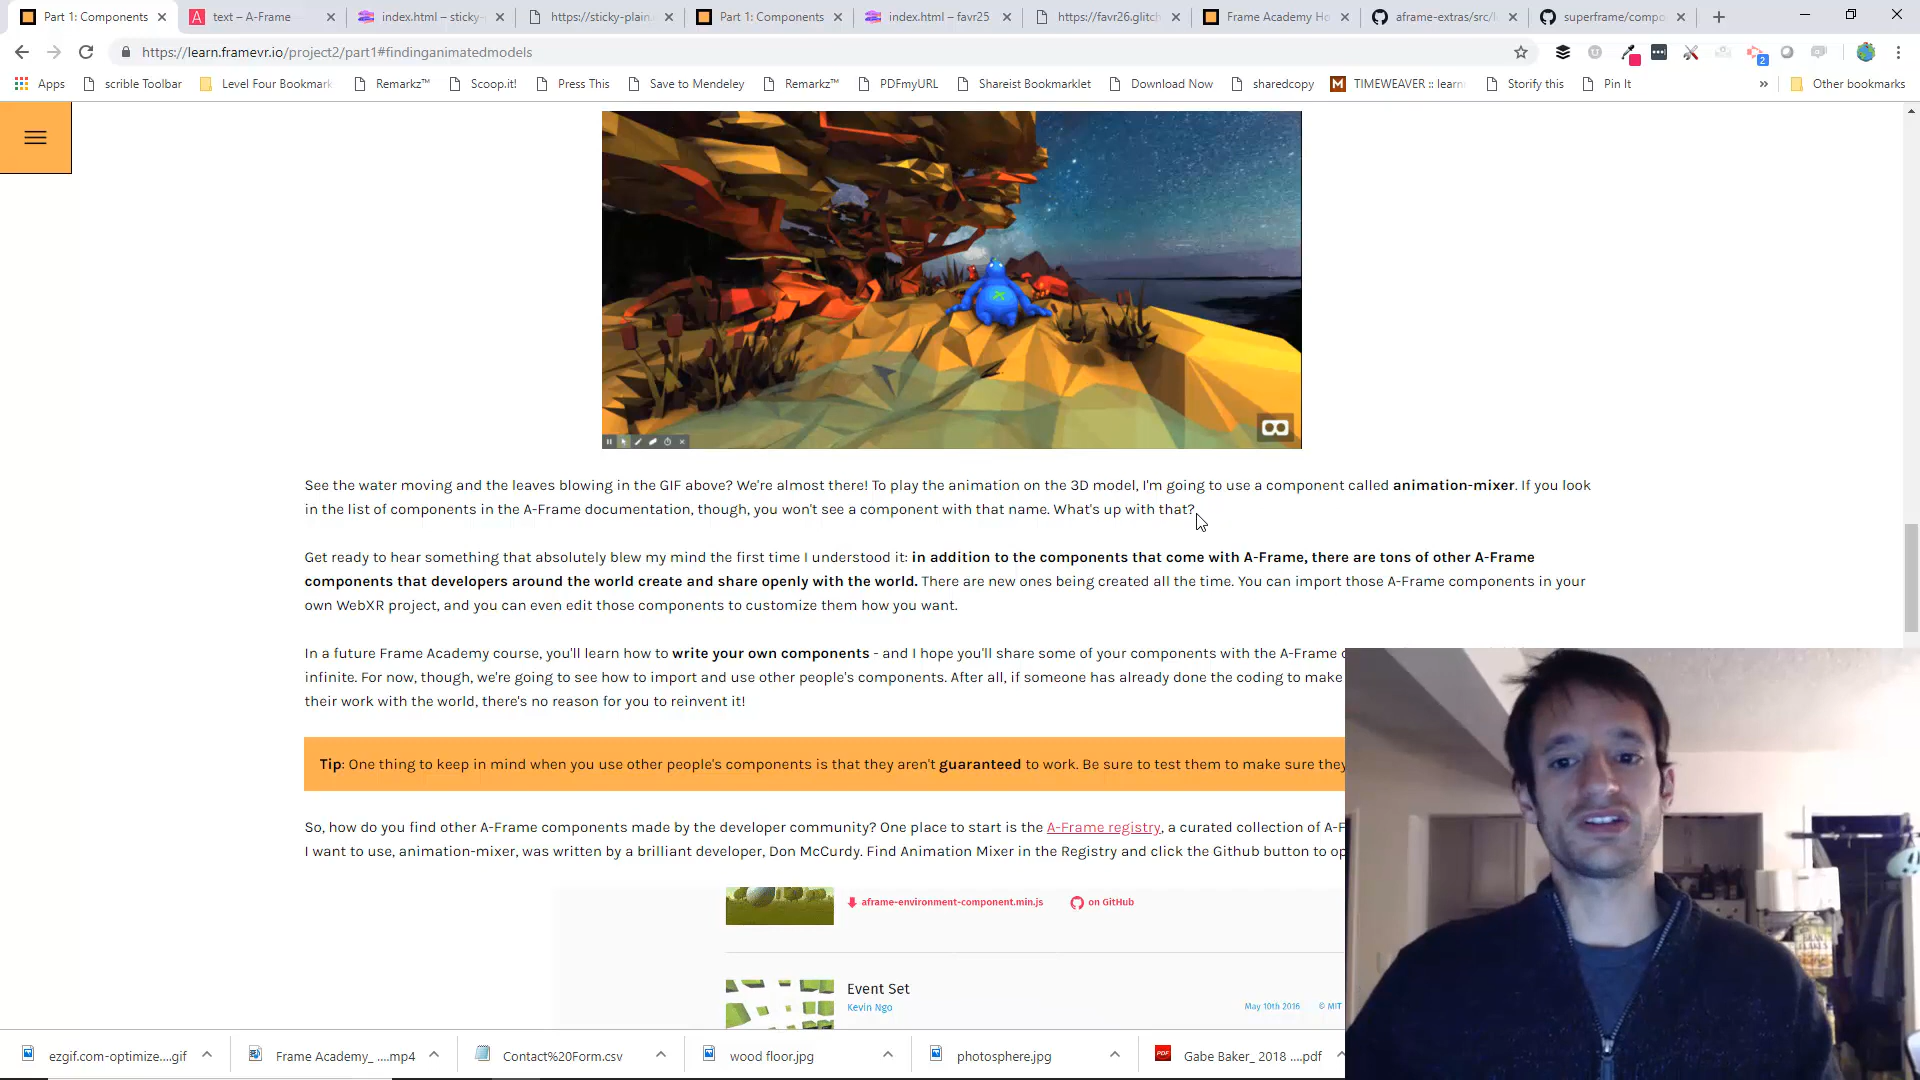 Part 1: Components
text – A-Frame
index.html – sticky-
https://sticky-plain.
Part 1: Components
index.html – favr25
https://favr26.glitch
Frame Academy Ho
aframe-extras/src/l
superframe/compo
https://learn.framevr.io/project2/part1#findinganimatedmodels
2
Apps
scrible Toolbar
Level Four Bookmark
Remarkz™
Scoop.it!
Press This
Save to Mendeley
Remarkz™
PDFmyURL
Shareist Bookmarklet
Download Now
sharedcopy
M
TIMEWEAVER :: learn
Storify this
Pin It
»
Other bookmarks
See the water moving and the leaves blowing in the GIF above? We're almost there! To play the animation on the 3D model, I'm going to use a component called animation-mixer. If you look
in the list of components in the A-Frame documentation, though, you won't see a component with that name. What's up with that?
Get ready to hear something that absolutely blew my mind the first time I understood it: in addition to the components that come with A-Frame, there are tons of other A-Frame
components that developers around the world create and share openly with the world. There are new ones being created all the time. You can import those A-Frame components in your
own WebXR project, and you can even edit those components to customize them how you want.
In a future Frame Academy course, you'll learn how to write your own components - and I hope you'll share some of your components with the A-Frame
infinite. For now, though, we're going to see how to import and use other people's components. After all, if someone has already done the coding to make
their work with the world, there's no reason for you to reinvent it!
Tip: One thing to keep in mind when you use other people's components is that they aren't guaranteed to work. Be sure to test them to make sure they
So, how do you find other A-Frame components made by the developer community? One place to start is the A-Frame registry, a curated collection of A-F
I want to use, animation-mixer, was written by a brilliant developer, Don McCurdy. Find Animation Mixer in the Registry and click the Github button to op
aframe-environment-component.min.js
on GitHub
Event Set
Kevin Ngo
May 10th 2016
© MIT
ezgif.com-optimize....gif
Frame Academy_ ....mp4
Contact%20Form.csv
wood floor.jpg
photosphere.jpg
PDF
Gabe Baker_ 2018 ....pdf